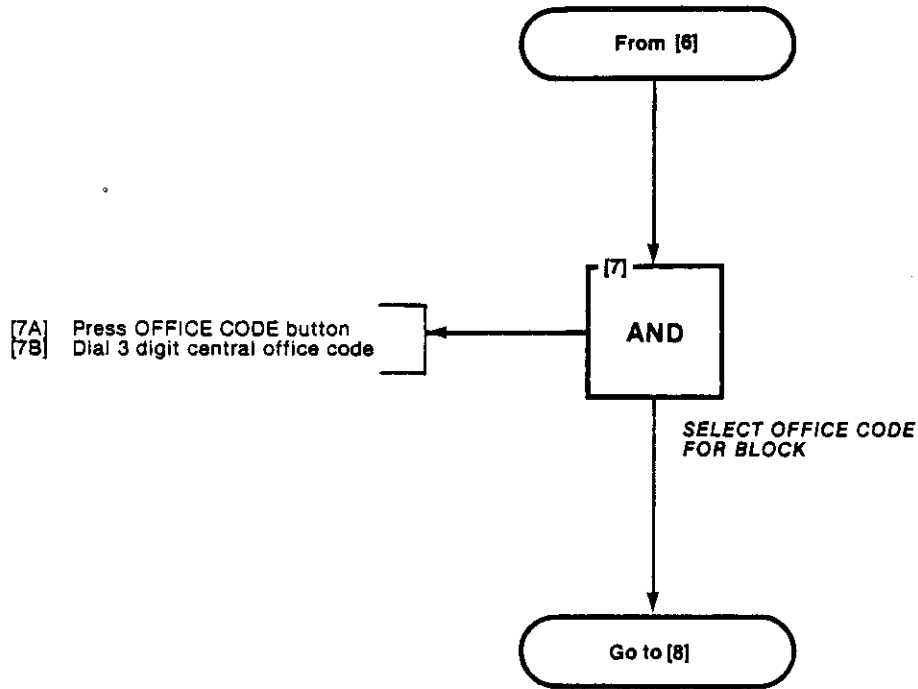 From [6]
[7]
AND
[7A] Press OFFICE CODE button
[7B] Dial 3 digit central office code
SELECT OFFICE CODE
FOR BLOCK
Go to [8]